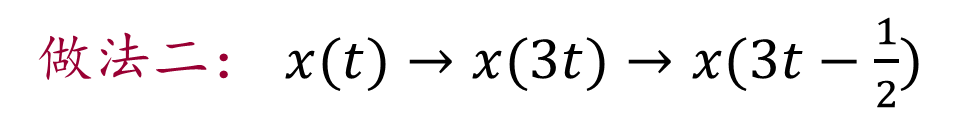 做法二： x(t) → x(3t) → x(3t − 1/2)